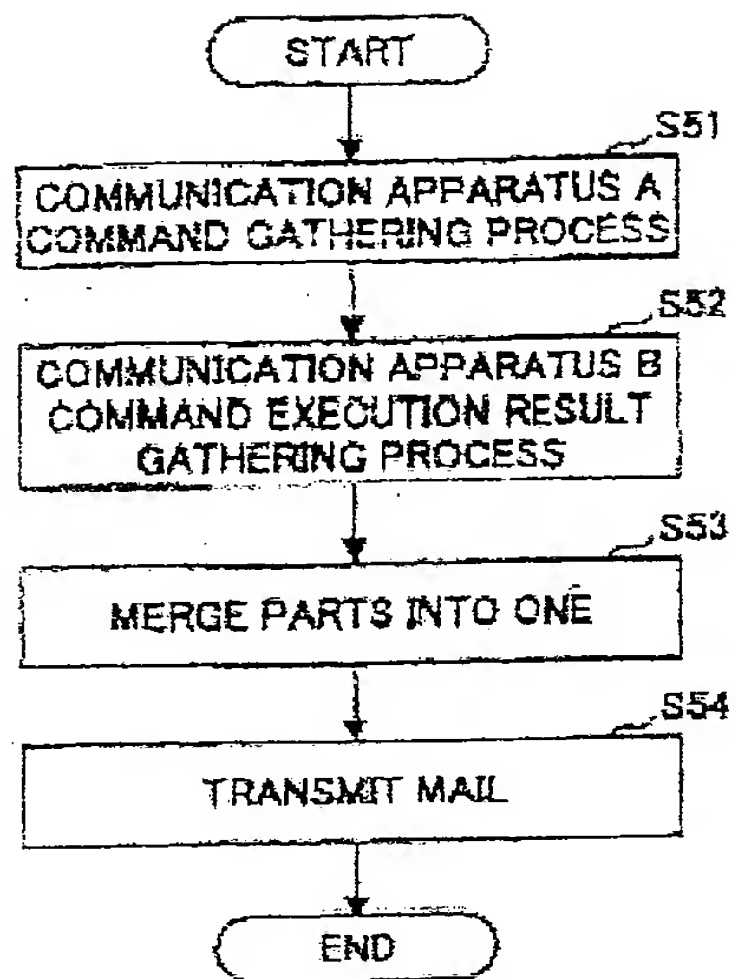 START
S51
COMMUNICATION APPARATUS A
COMMAND GATHERING PROCESS
S52
COMMUNICATION APPARATUS B
COMMAND EXECUTION RESULT
GATHERING PROCESS
S53
MERGE PARTS INTO ONE
S54
TRANSMIT MAIL
END